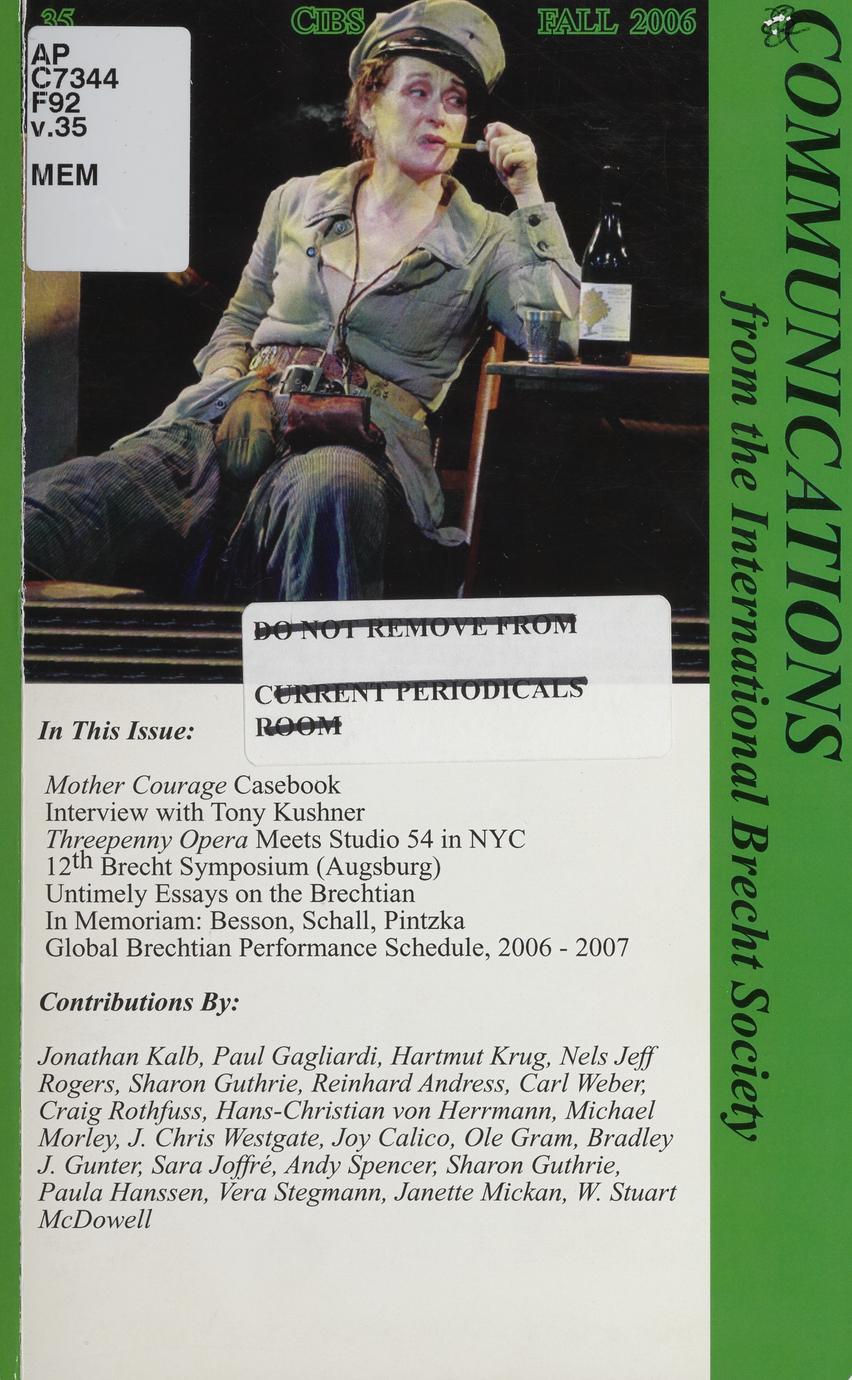 35 CIBS FALL 2006
AP
C7344
F92
v.35
MEM
COMMUNICATIONS
from the International Brecht Society
DO NOT REMOVE FROM
CURRENT PERIODICALS
ROOM
In This Issue:
Mother Courage Casebook
Interview with Tony Kushner
Threepenny Opera Meets Studio 54 in NYC
12th Brecht Symposium (Augsburg)
Untimely Essays on the Brechtian
In Memoriam: Besson, Schall, Pintzka
Global Brechtian Performance Schedule, 2006 - 2007
Contributions By:
Jonathan Kalb, Paul Gagliardi, Hartmut Krug, Nels Jeff
Rogers, Sharon Guthrie, Reinhard Andress, Carl Weber,
Craig Rothfuss, Hans-Christian von Herrmann, Michael
Morley, J. Chris Westgate, Joy Calico, Ole Gram, Bradley
J. Gunter, Sara Joffré, Andy Spencer, Sharon Guthrie,
Paula Hanssen, Vera Stegmann, Janette Mickan, W. Stuart
McDowell